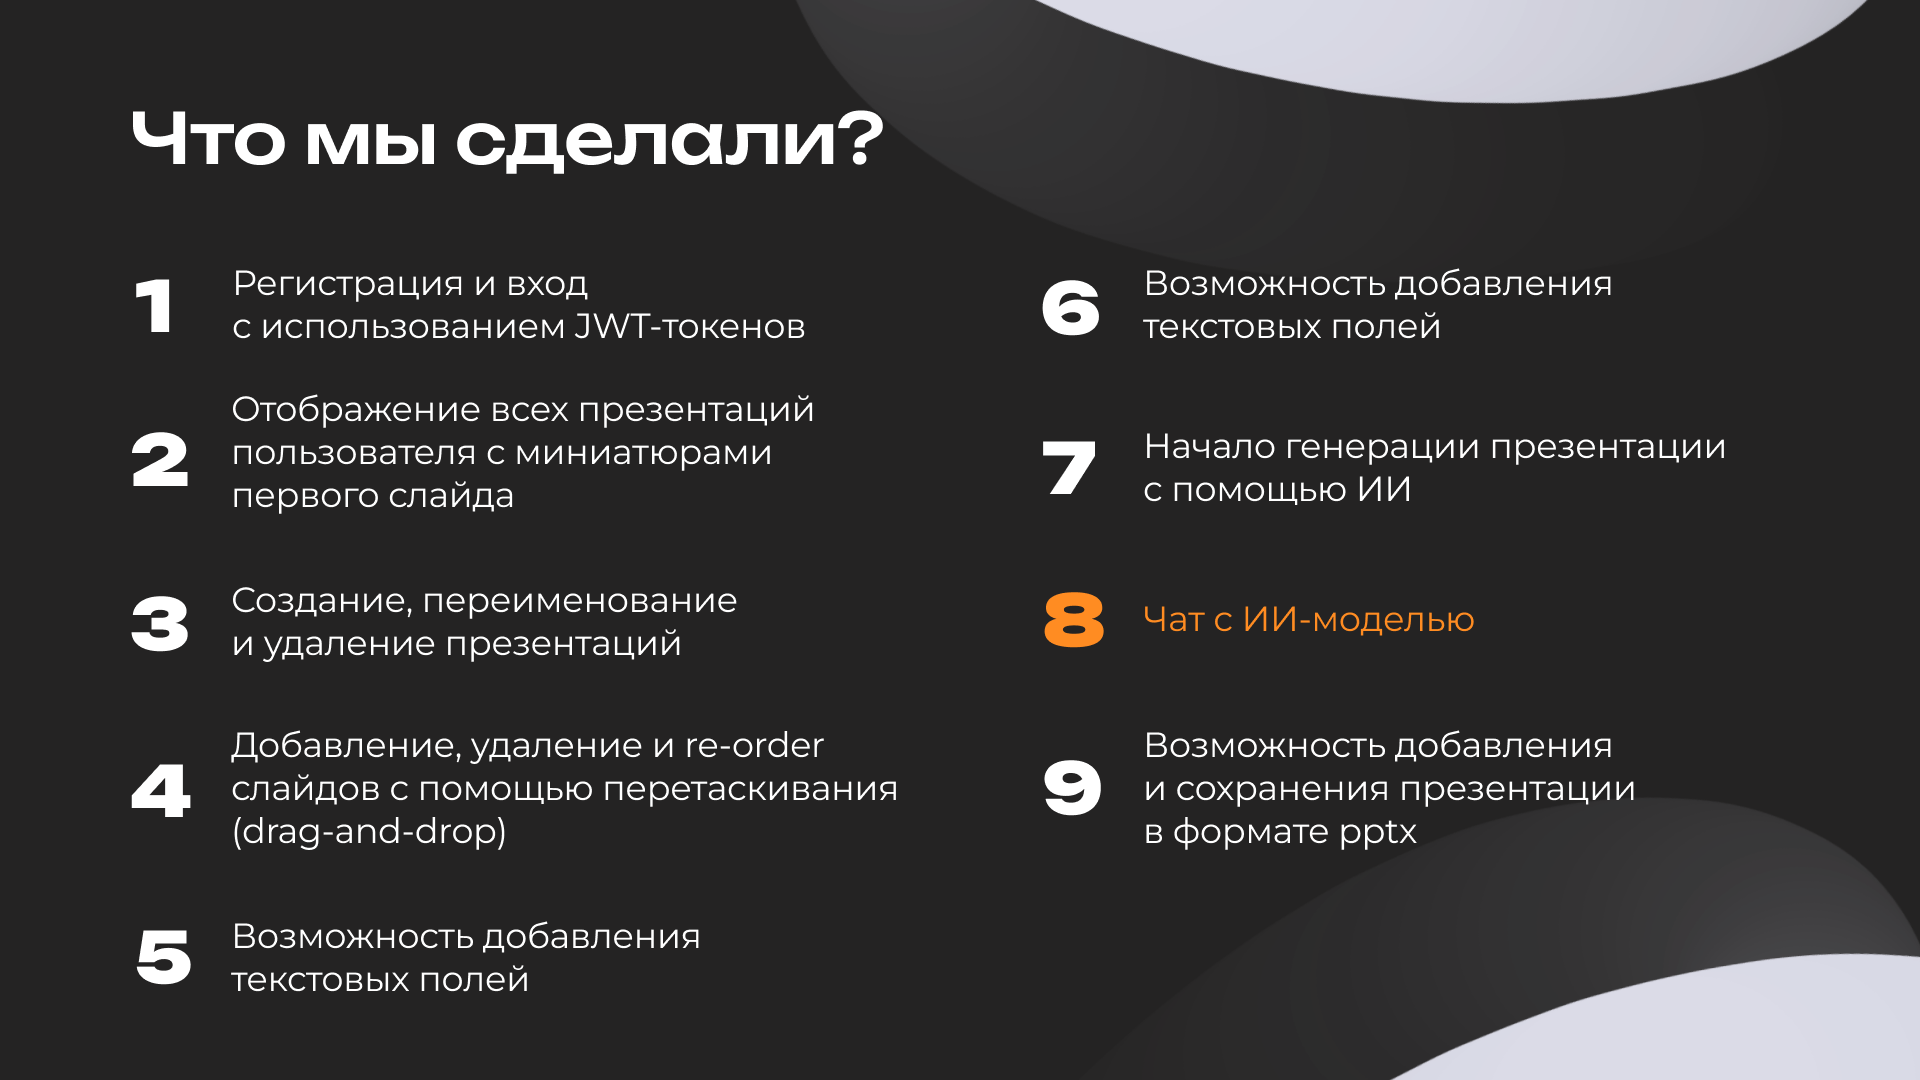 Что мы сделали?
1
Регистрация и вход
с использованием JWT-токенов
2
Отображение всех презентаций
пользователя с миниатюрами
первого слайда
3
Создание, переименование
и удаление презентаций
4
Добавление, удаление и re-order
слайдов с помощью перетаскивания
(drag-and-drop)
5
Возможность добавления
текстовых полей
6
Возможность добавления
текстовых полей
7
Начало генерации презентации
с помощью ИИ
8
Чат с ИИ-моделью
9
Возможность добавления
и сохранения презентации
в формате pptx